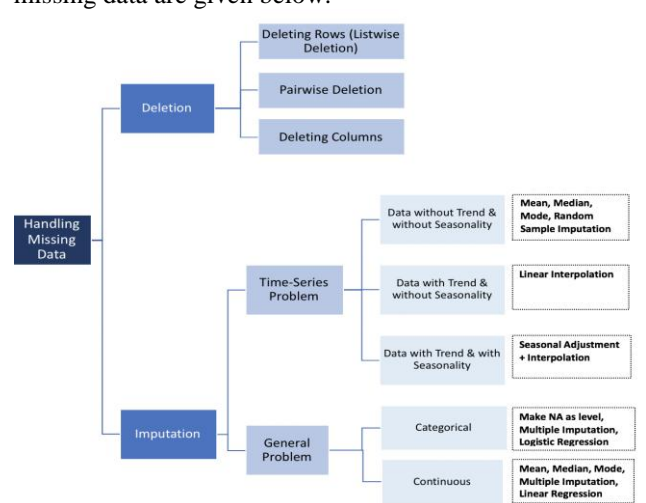 missing data are given below.
Deleting Rows (Listwise
Deletion)
Deletion
Pairwise Deletion
Deleting Columns
Handling
Missing
Data
Data without Trend &
without Seasonality
Mean, Median,
Mode, Random
Sample Imputation
Time-Series
Problem
Data with Trend &
without Seasonality
Linear Interpolation
Data with Trend & with
Seasonality
Seasonal Adjustment
+ Interpolation
Imputation
General
Problem
Categorical
Make NA as level,
Multiple Imputation,
Logistic Regression
Continuous
Mean, Median, Mode,
Multiple Imputation,
Linear Regression